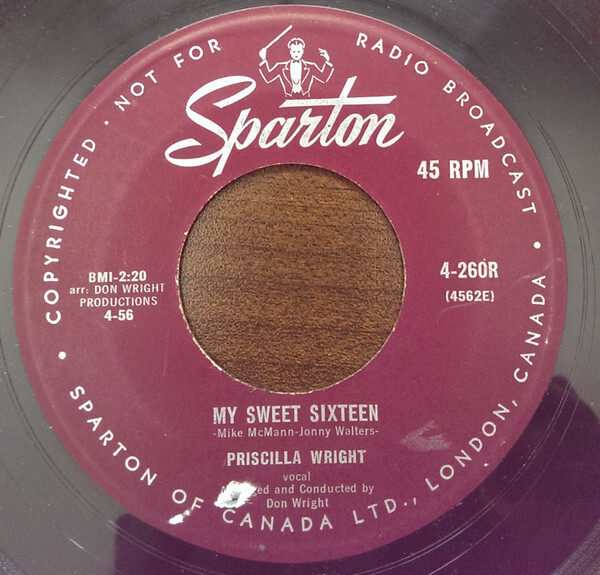 COPYRIGHTED • NOT FOR RADIO BROADCAST •
Sparton
45 RPM
BMI-2:20
arr: DON WRIGHT
PRODUCTIONS
4-56
4-260R
(4562E)
MY SWEET SIXTEEN
-Mike McMann-Jonny Walters-
PRISCILLA WRIGHT
vocal
and Conducted by
Don Wright
• SPARTON OF CANADA LTD., LONDON, CANADA